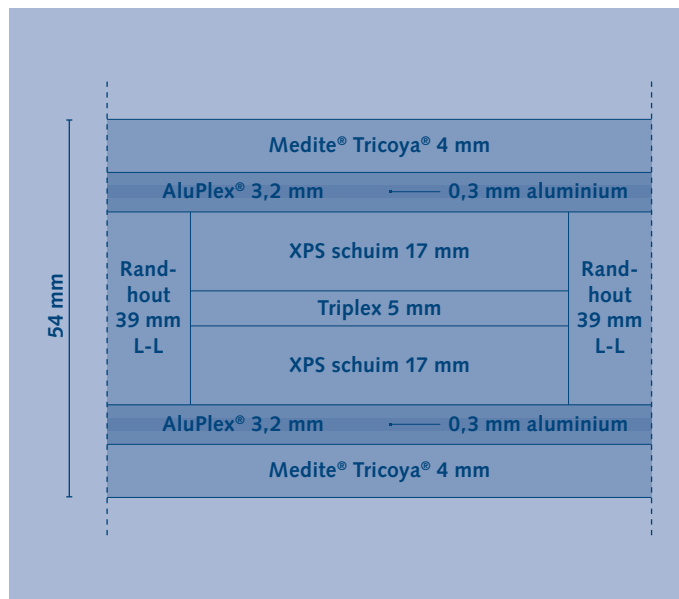 Medite® Tricoya® 4 mm
AluPlex® 3,2 mm 0,3 mm aluminium
54 mm
Rand-
hout
39 mm
L-L
XPS schuim 17 mm
Triplex 5 mm
XPS schuim 17 mm
Rand-
hout
39 mm
L-L
AluPlex® 3,2 mm 0,3 mm aluminium
Medite® Tricoya® 4 mm